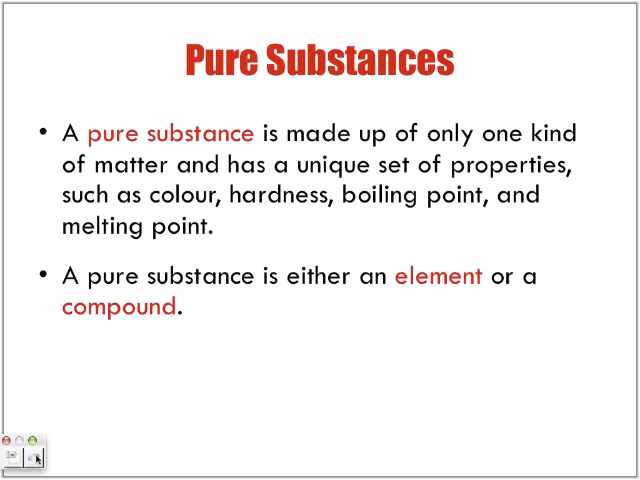 Pure Substances
• A pure substance is made up of only one kind
of matter and has a unique set of properties,
such as colour, hardness, boiling point, and
melting point.
• A pure substance is either an element or a
compound.